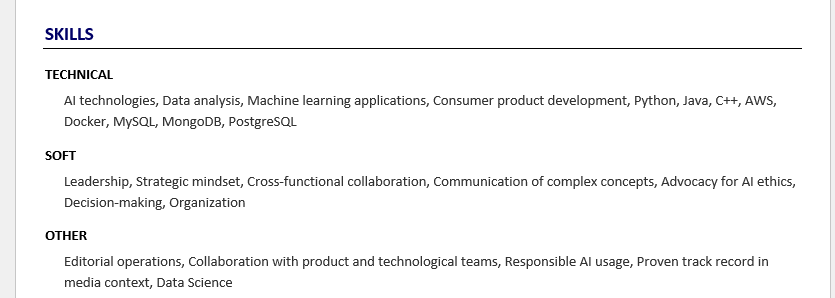 SKILLS
TECHNICAL
AI technologies, Data analysis, Machine learning applications, Consumer product development, Python, Java, C++, AWS,
Docker, MySQL, MongoDB, PostgreSQL
SOFT
Leadership, Strategic mindset, Cross-functional collaboration, Communication of complex concepts, Advocacy for AI ethics,
Decision-making, Organization
OTHER
Editorial operations, Collaboration with product and technological teams, Responsible AI usage, Proven track record in
media context, Data Science